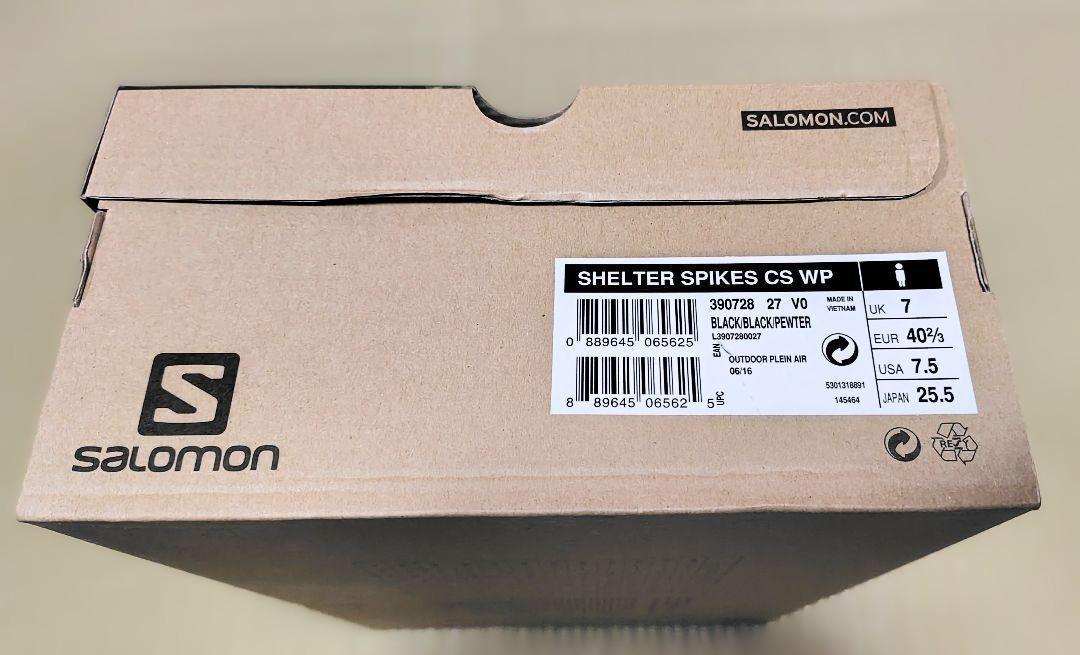 SALOMON.COM
SHELTER SPIKES CS WP
390728 27 V0
MADE IN
VIETNAM
BLACK/BLACK/PEWTER
L3907280027
0 889645 065625
EAN
OUTDOOR PLEIN AIR
06/16
8 89645 06562 5
UPC
5301318891
145464
UK 7
EUR 40⅔
USA 7.5
JAPAN 25.5
S
SALOMON
RESY